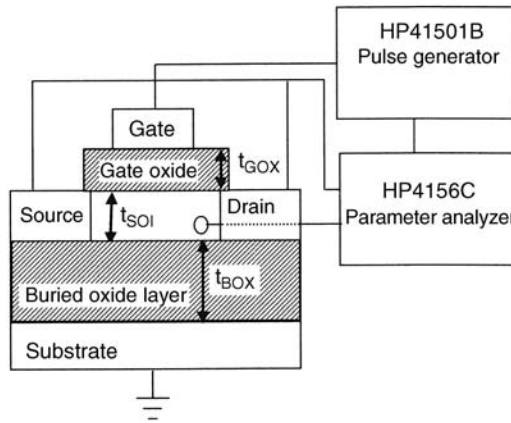 HP41501B
Pulse generator
Gate
Gate oxide
tGOX
HP4156C
Parameter analyzer
Source
tSOI
Drain
tBOX
Buried oxide layer
Substrate